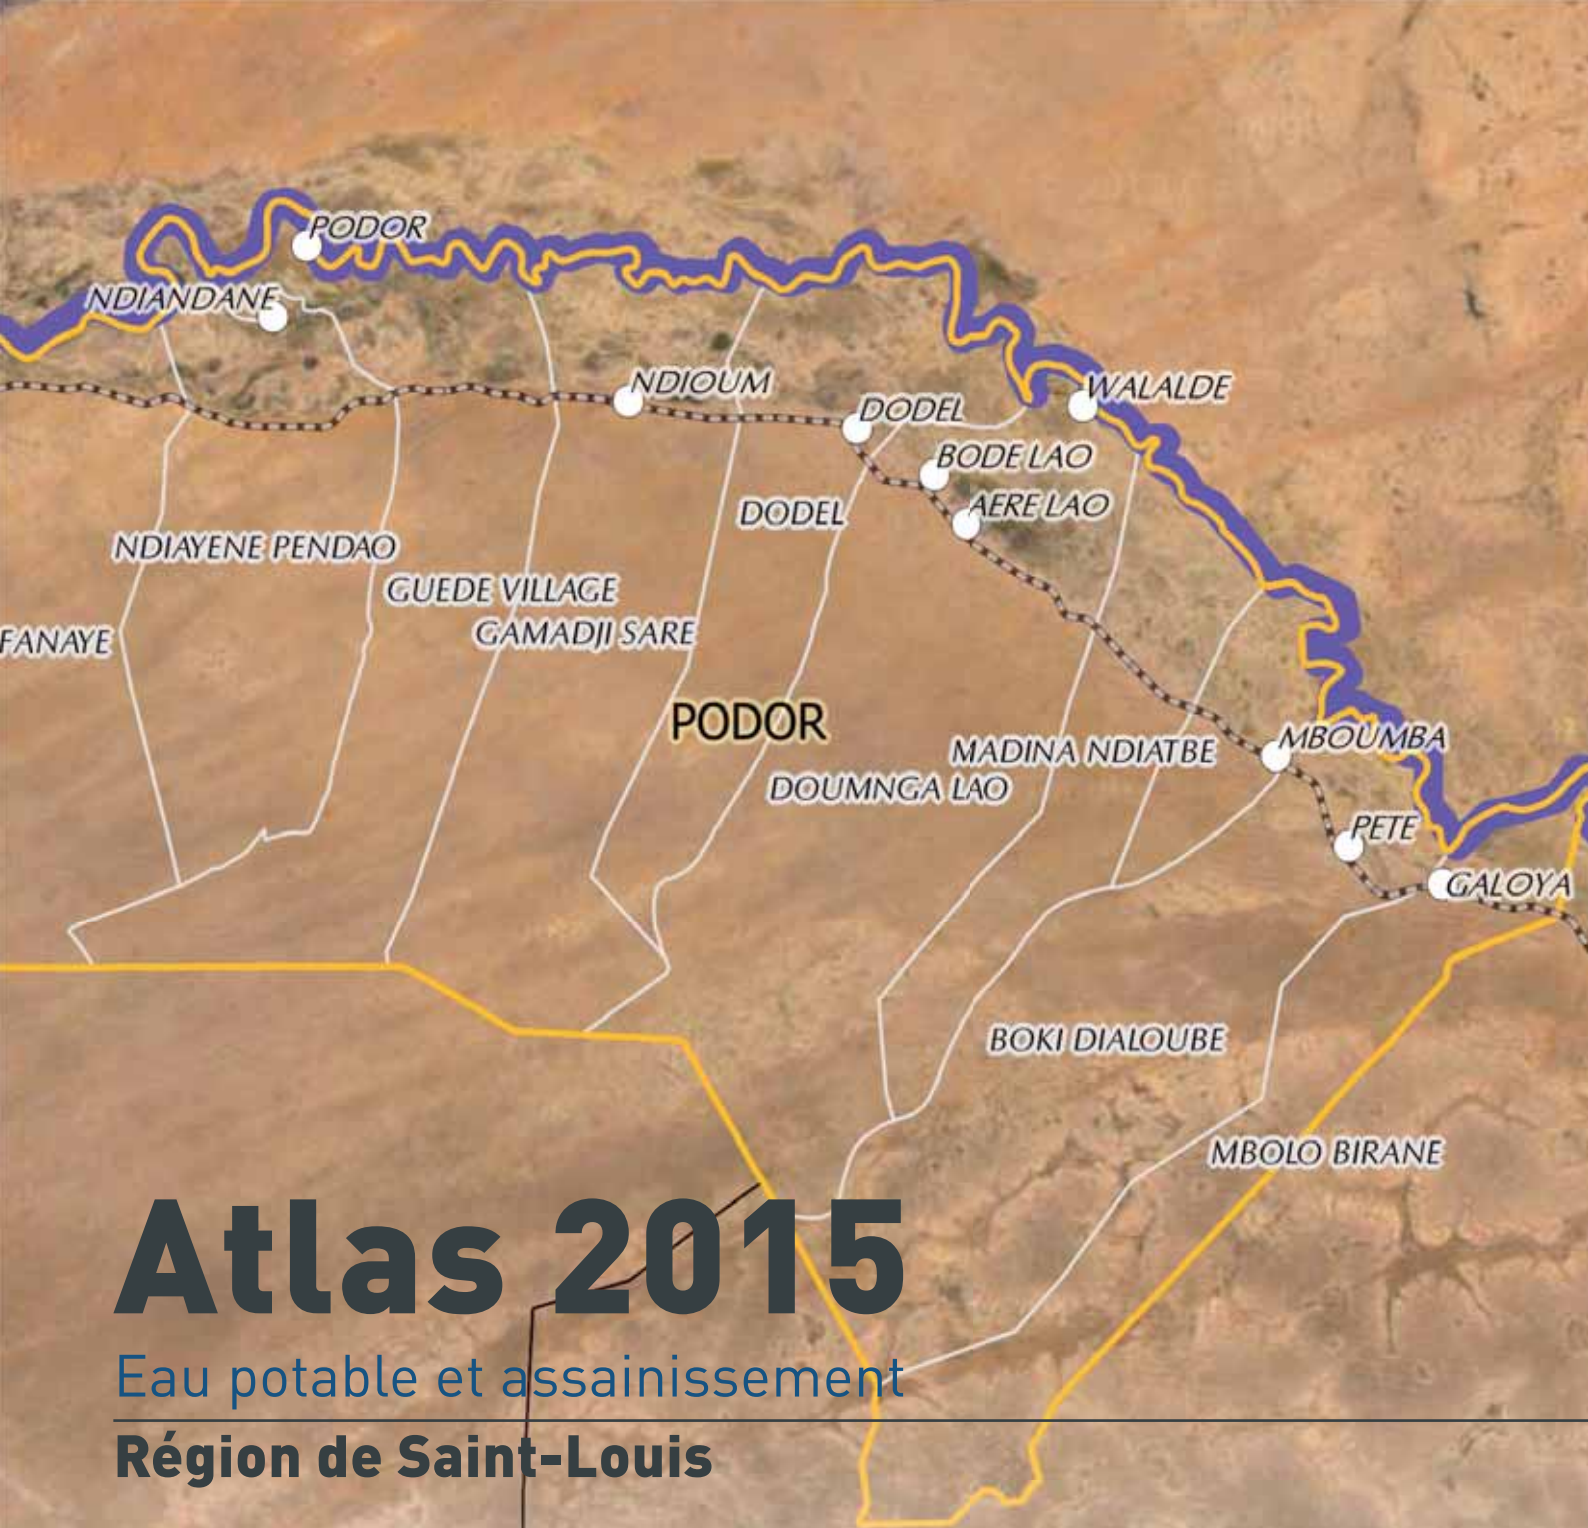 PODOR
NDIANDANE
NDIOUM
WALALDE
DODEL
BODE LAO
AERE LAO
DODEL
NDIAYENE PENDAO
GUEDE VILLAGE
GAMADJI SARE
FANAYE
PODOR
MBOUMBA
MADINA NDIATBE
DOUMNGA LAO
PETE
GALOYA
BOKI DIALOUBE
MBOLO BIRANE
Atlas 2015
Eau potable et assainissement
Région de Saint-Louis